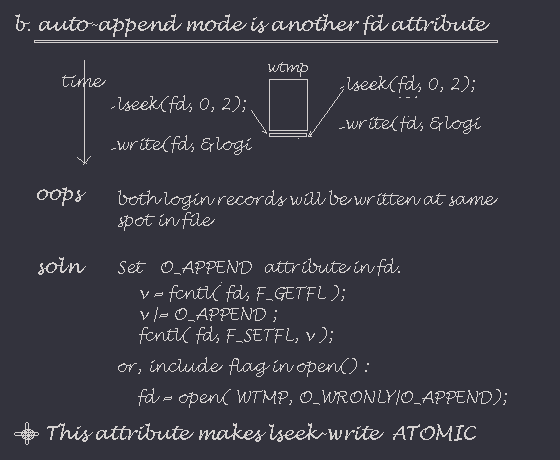 b. auto-append mode is another fd attribute
wtmp
time
lseek(fd, 0, 2);
lseek(fd, 0, 2);
write(fd, &logi
write(fd, &logi
oops both login records will be written at same
spot in file
soln Set O_APPEND attribute in fd.
v = fcntl( fd, F_GETFL );
v |= O_APPEND ;
fcntl( fd, F_SETFL, v );
or, include flag in open() :
fd = open( WTMP, O_WRONLY|O_APPEND);
This attribute makes lseek-write ATOMIC